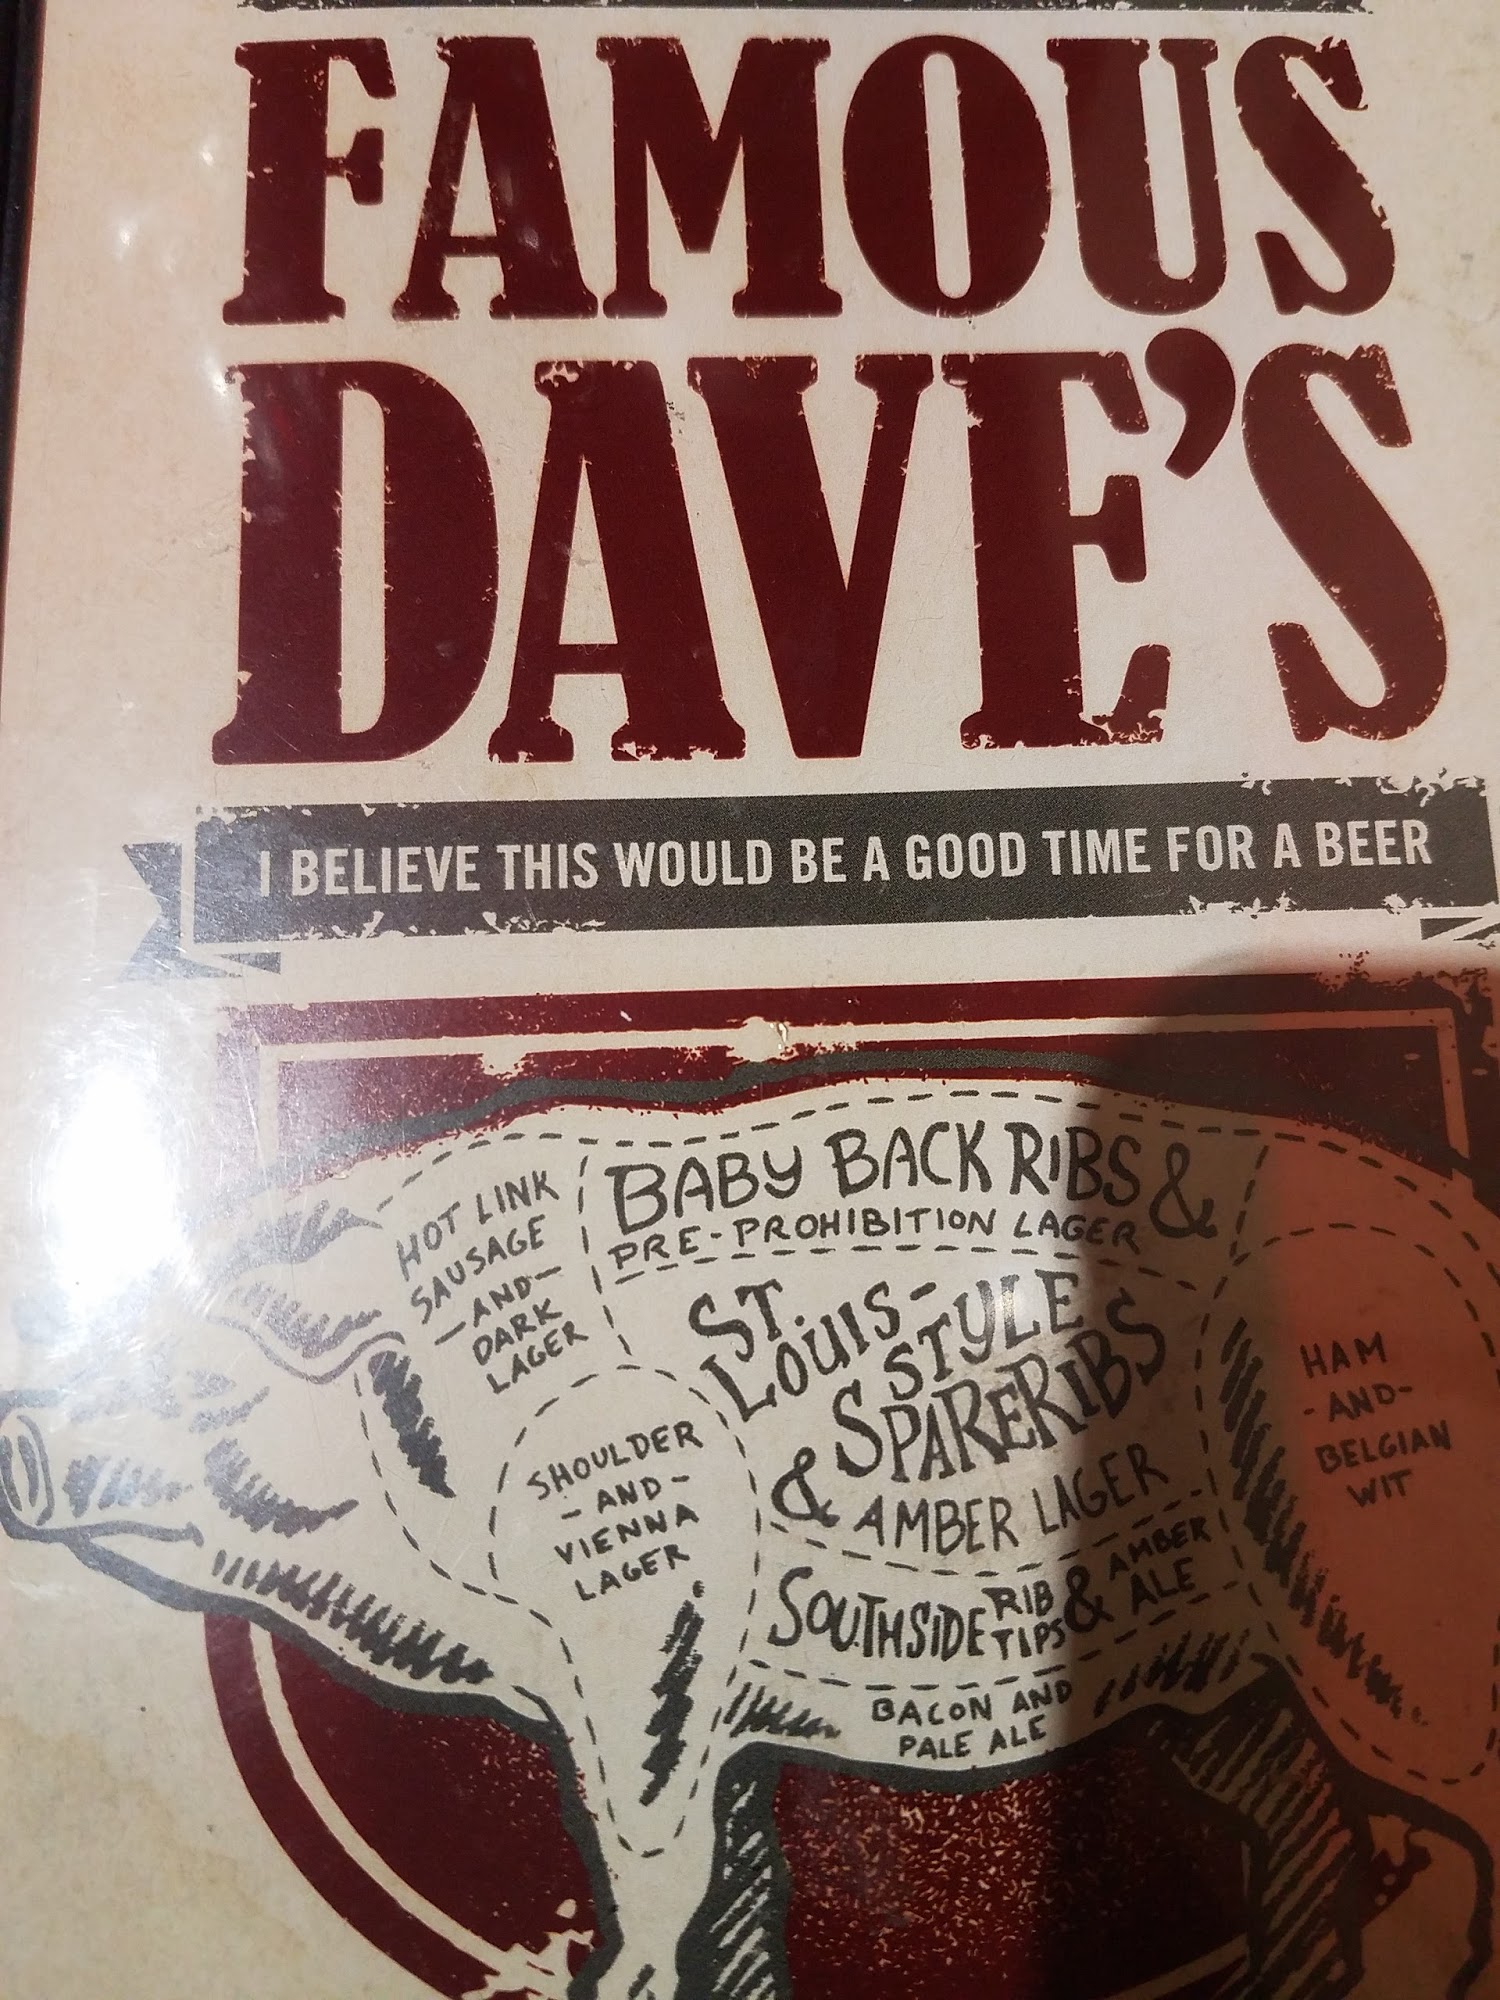 FAMOUS
DAVE'S
I BELIEVE THIS WOULD BE A GOOD TIME FOR A BEER
HOT LINK
SAUSAGE
-AND-
DARK
LAGER
BABY BACK RIBS &
PRE-PROHIBITION LAGER
ST.
LOUIS-
STYLE
SPARERIBS
& AMBER LAGER
SHOULDER
-AND-
VIENNA
LAGER
SOUTHSIDE RIB TIPS & AMBER ALE
BACON AND
PALE ALE
HAM
-AND-
BELGIAN
WIT